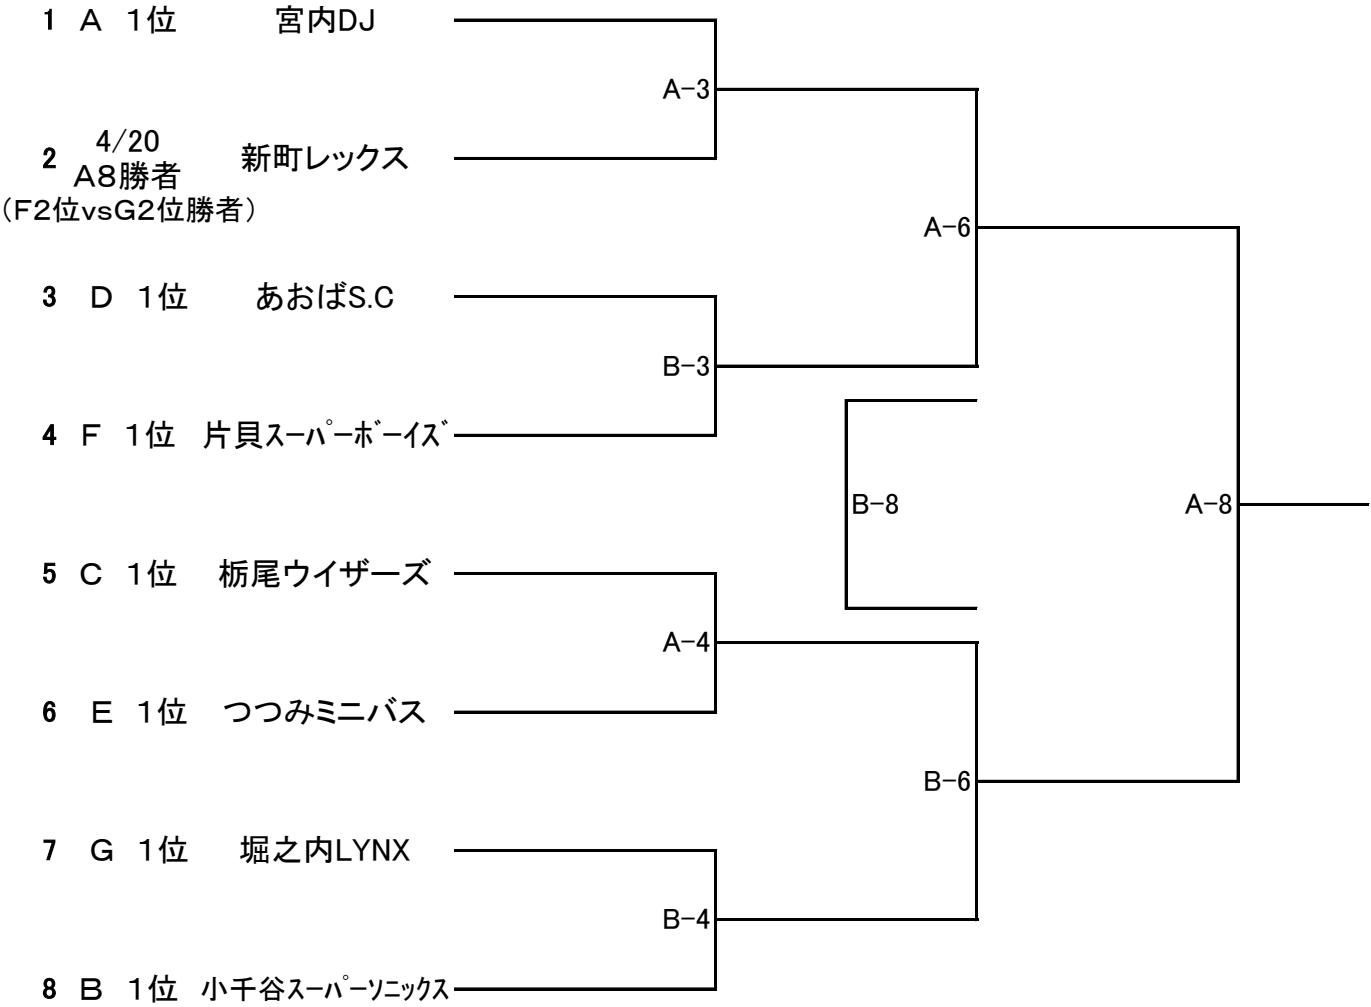 1 A 1位 宮内DJ
A-3
2 4/20 A8勝者 新町レックス
(F2位vsG2位勝者)
A-6
3 D 1位 あおばS.C
B-3
4 F 1位 片貝ｽｰﾊﾟｰﾎﾞｰｲｽﾞ
B-8
A-8
5 C 1位 栃尾ウイザーズ
A-4
6 E 1位 つつみミニバス
B-6
7 G 1位 堀之内LYNX
B-4
8 B 1位 小千谷ｽｰﾊﾟｰｿﾆｯｸｽ